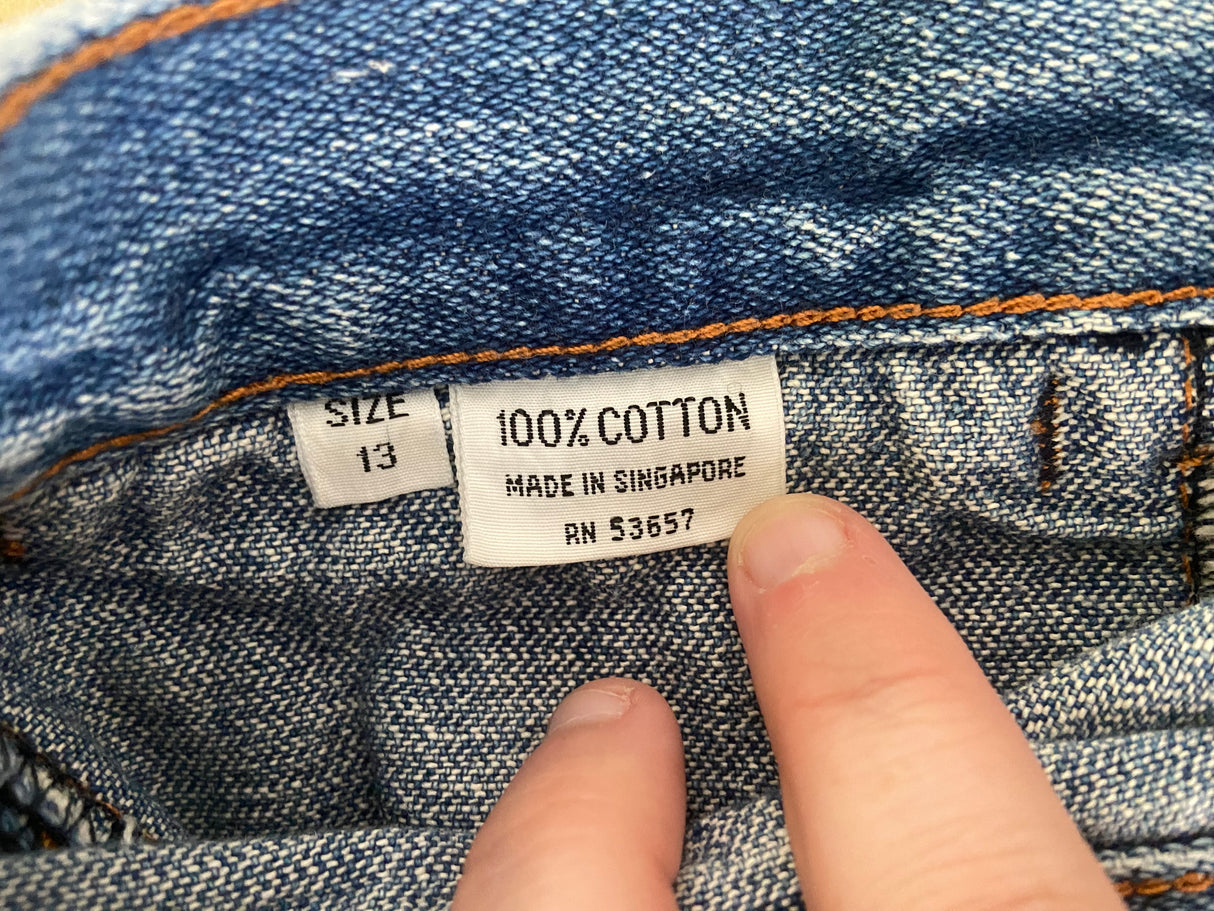 SIZE
13
100% COTTON
MADE IN SINGAPORE
RN 53657